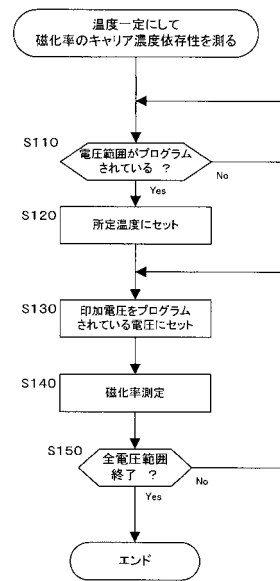 温度一定にして
磁化率のキャリア濃度依存性を測る
S110
電圧範囲がプログラム
されている ?
No
Yes
S120
所定温度にセット
S130
印加電圧をプログラム
されている電圧にセット
S140
磁化率測定
S150
全電圧範囲
終了 ?
No
Yes
エンド